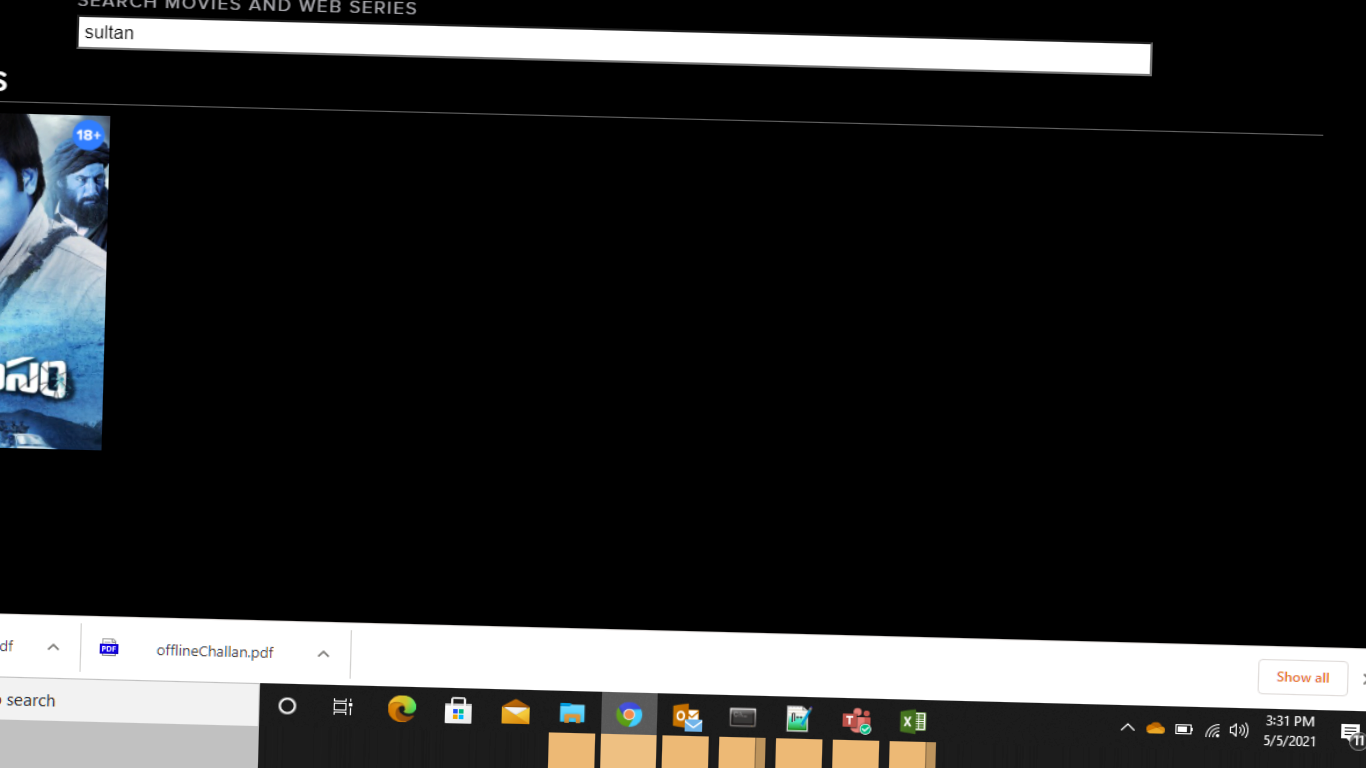 SEARCH MOVIES AND WEB SERIES
sultan
S
18+
df
offlineChallan.pdf
Show all
search
3:31 PM
5/5/2021
11